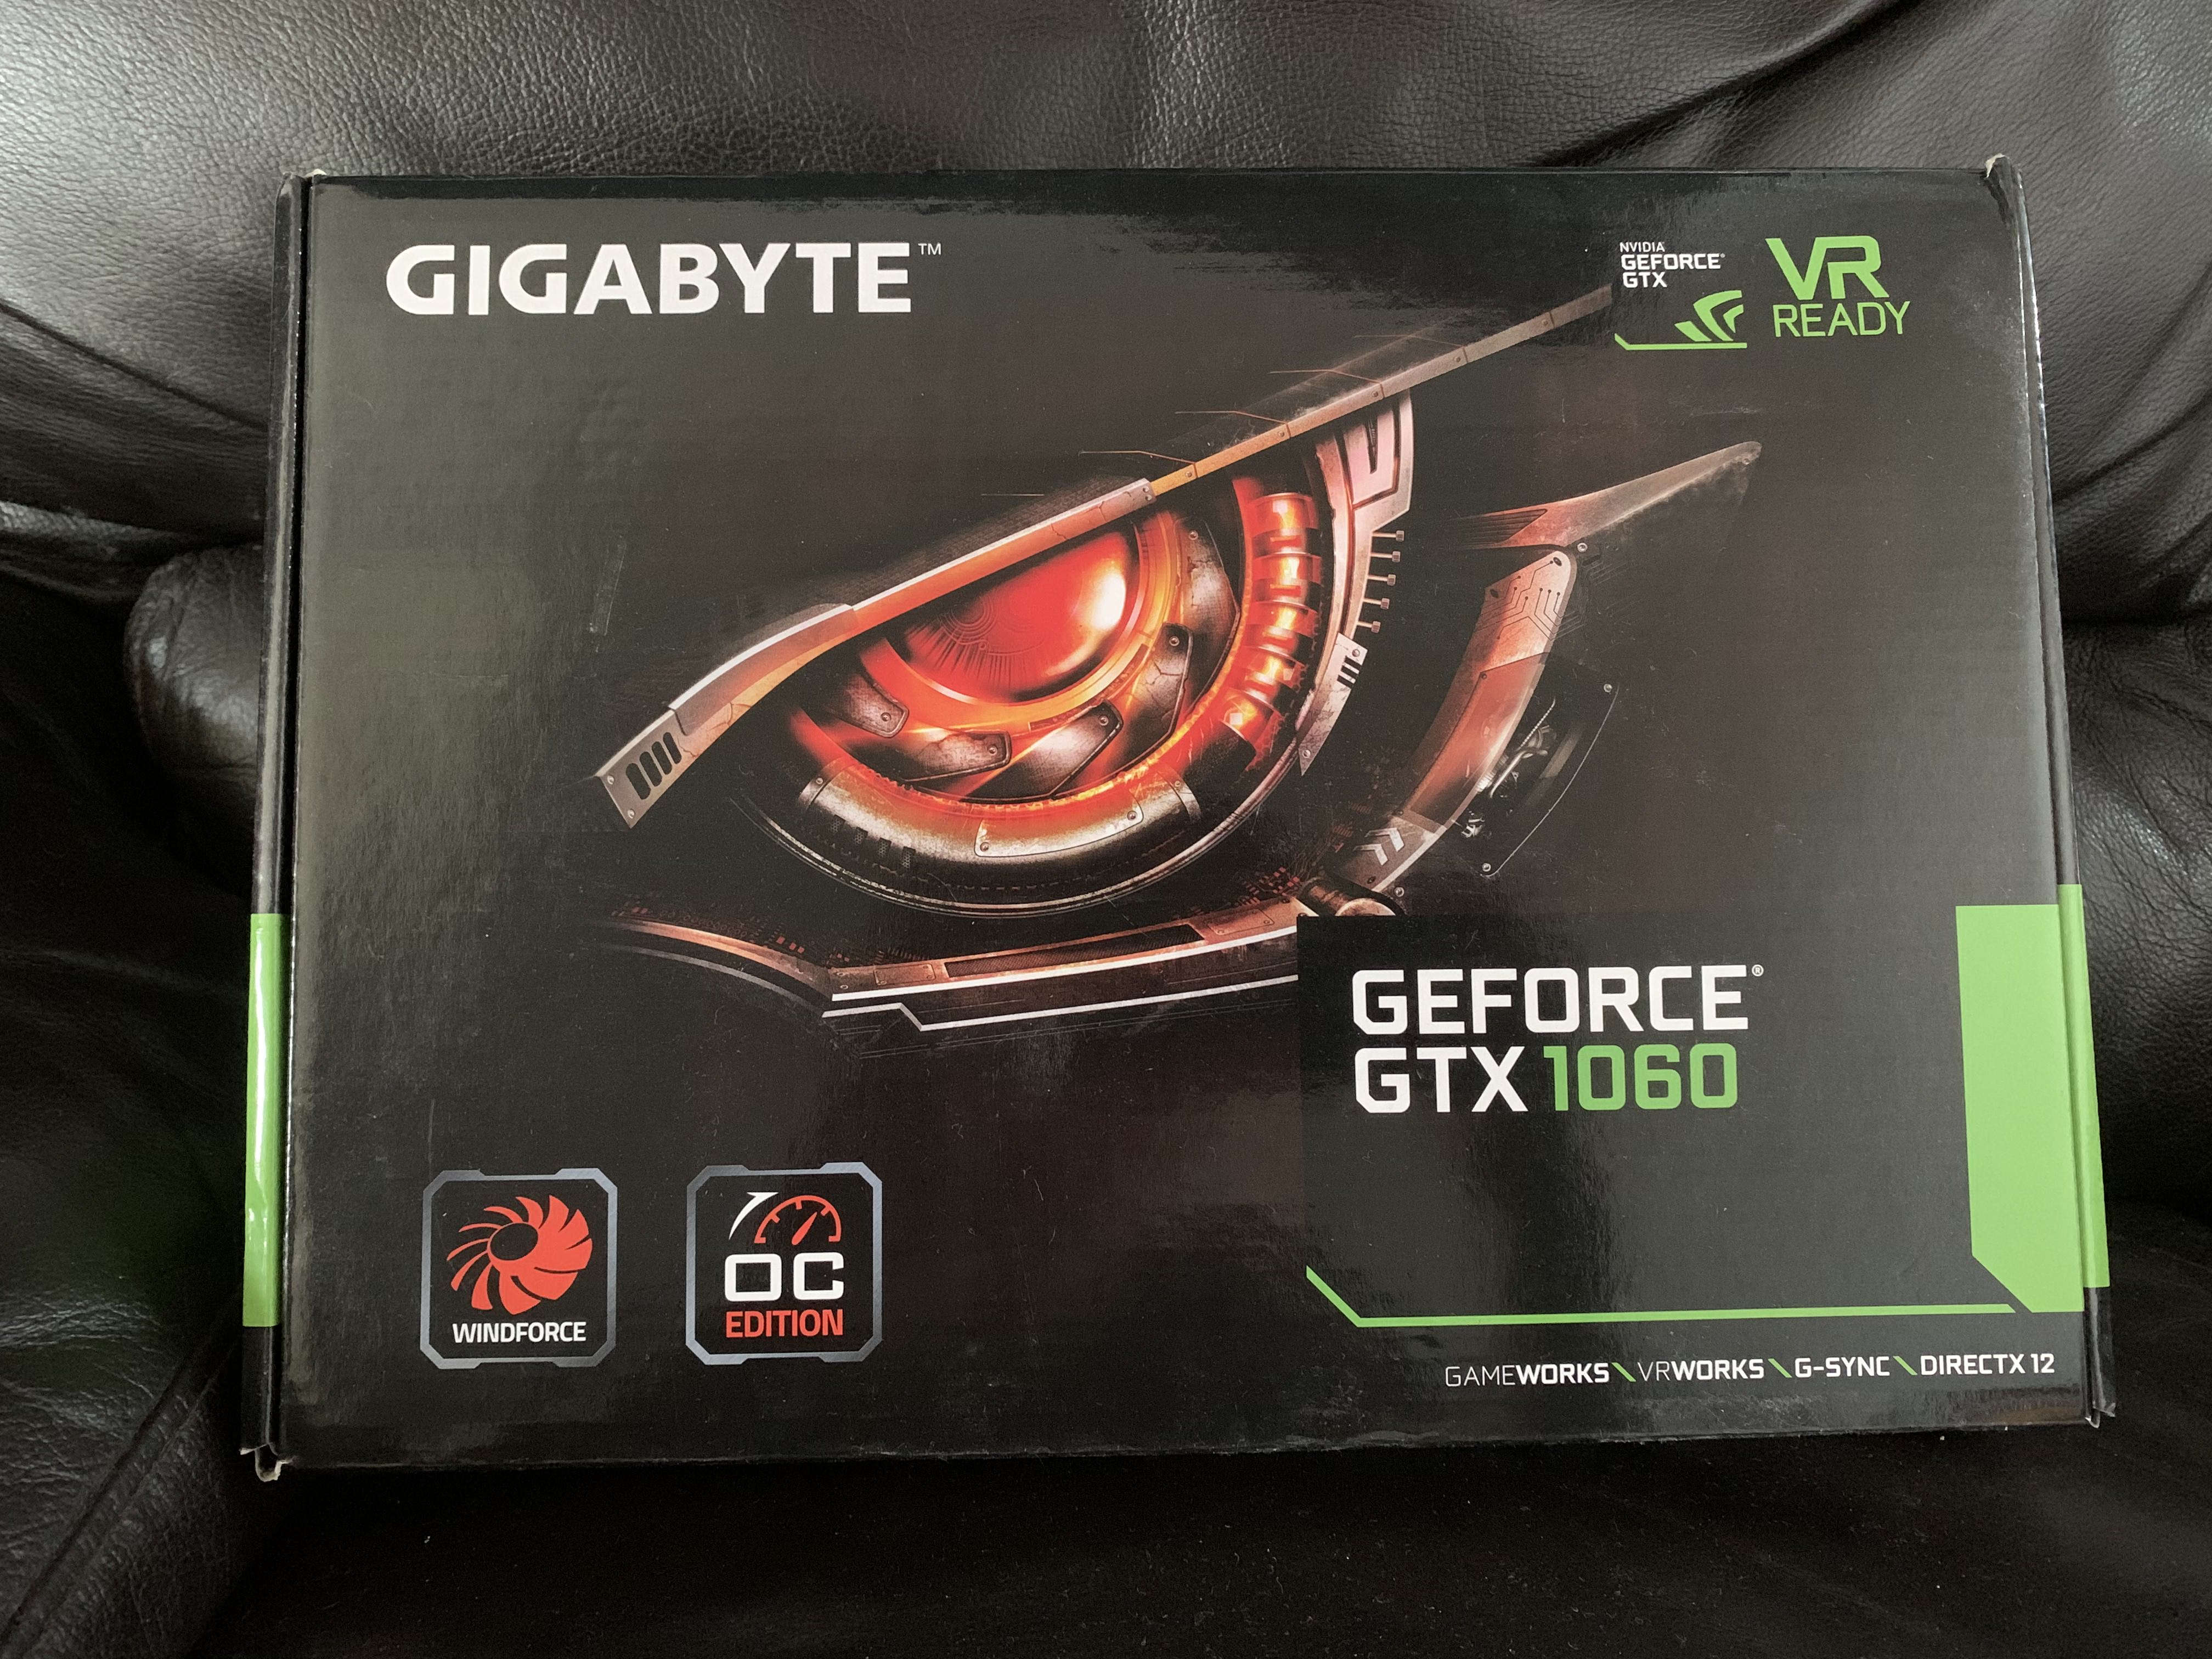 GIGABYTE™
NVIDIA
GEFORCE®
GTX
VR
READY
GEFORCE®
GTX 1060
WINDFORCE
OC
EDITION
GAMEWORKS \ VRWORKS \ G-SYNC \ DIRECTX 12